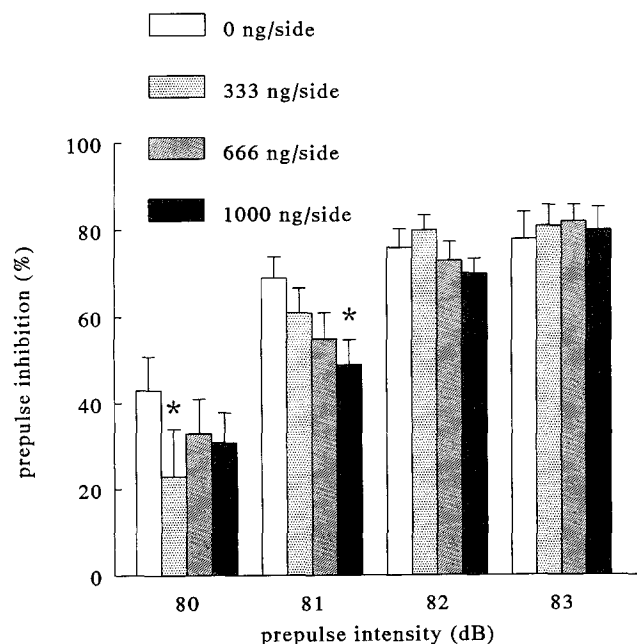 0 ng/side
333 ng/side
666 ng/side
1000 ng/side
100
80
60
40
20
0
prepulse inhibition (%)
*
*
80 81 82 83
prepulse intensity (dB)